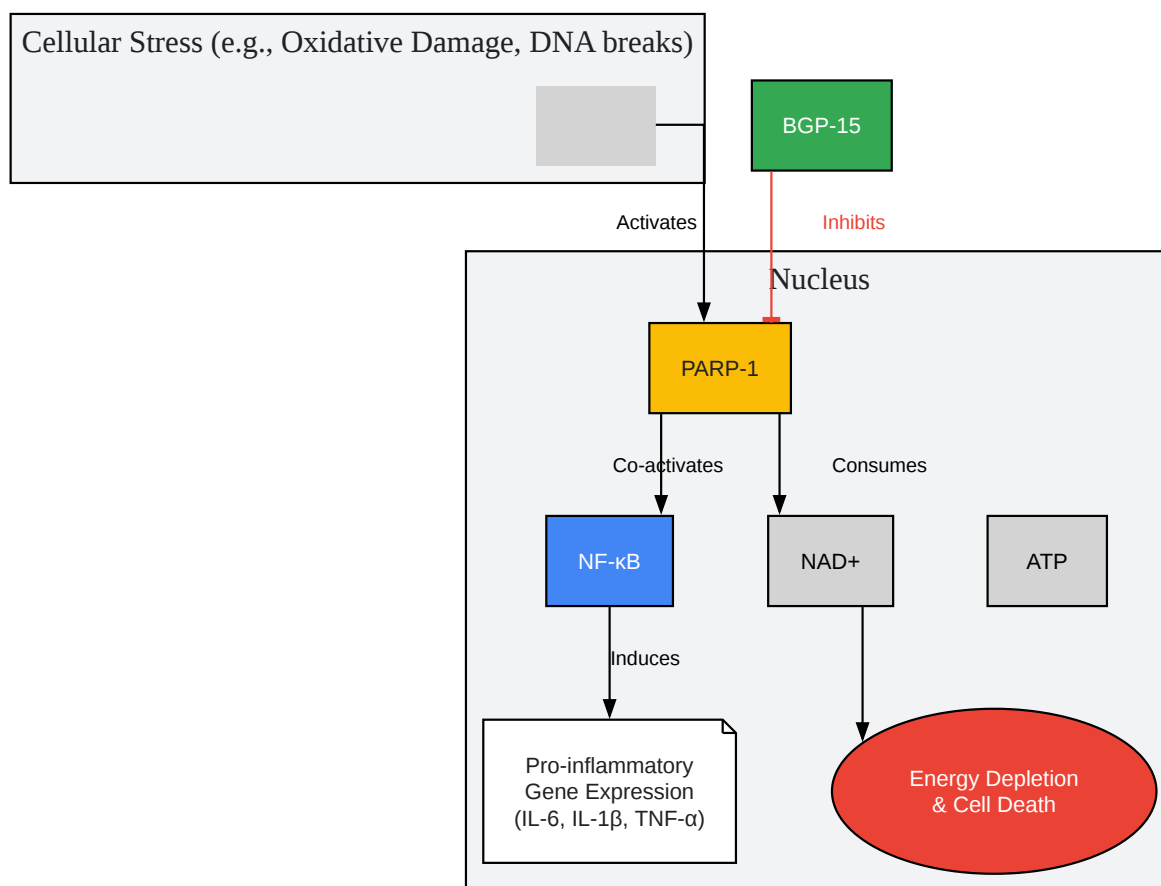 Cellular Stress (e.g., Oxidative Damage, DNA breaks)
BGP-15
Activates
Inhibits
Nucleus
PARP-1
Co-activates
Consumes
NF-κB
NAD+
ATP
Induces
Pro-inflammatory
Gene Expression
(IL-6, IL-1β, TNF-α)
Energy Depletion
& Cell Death